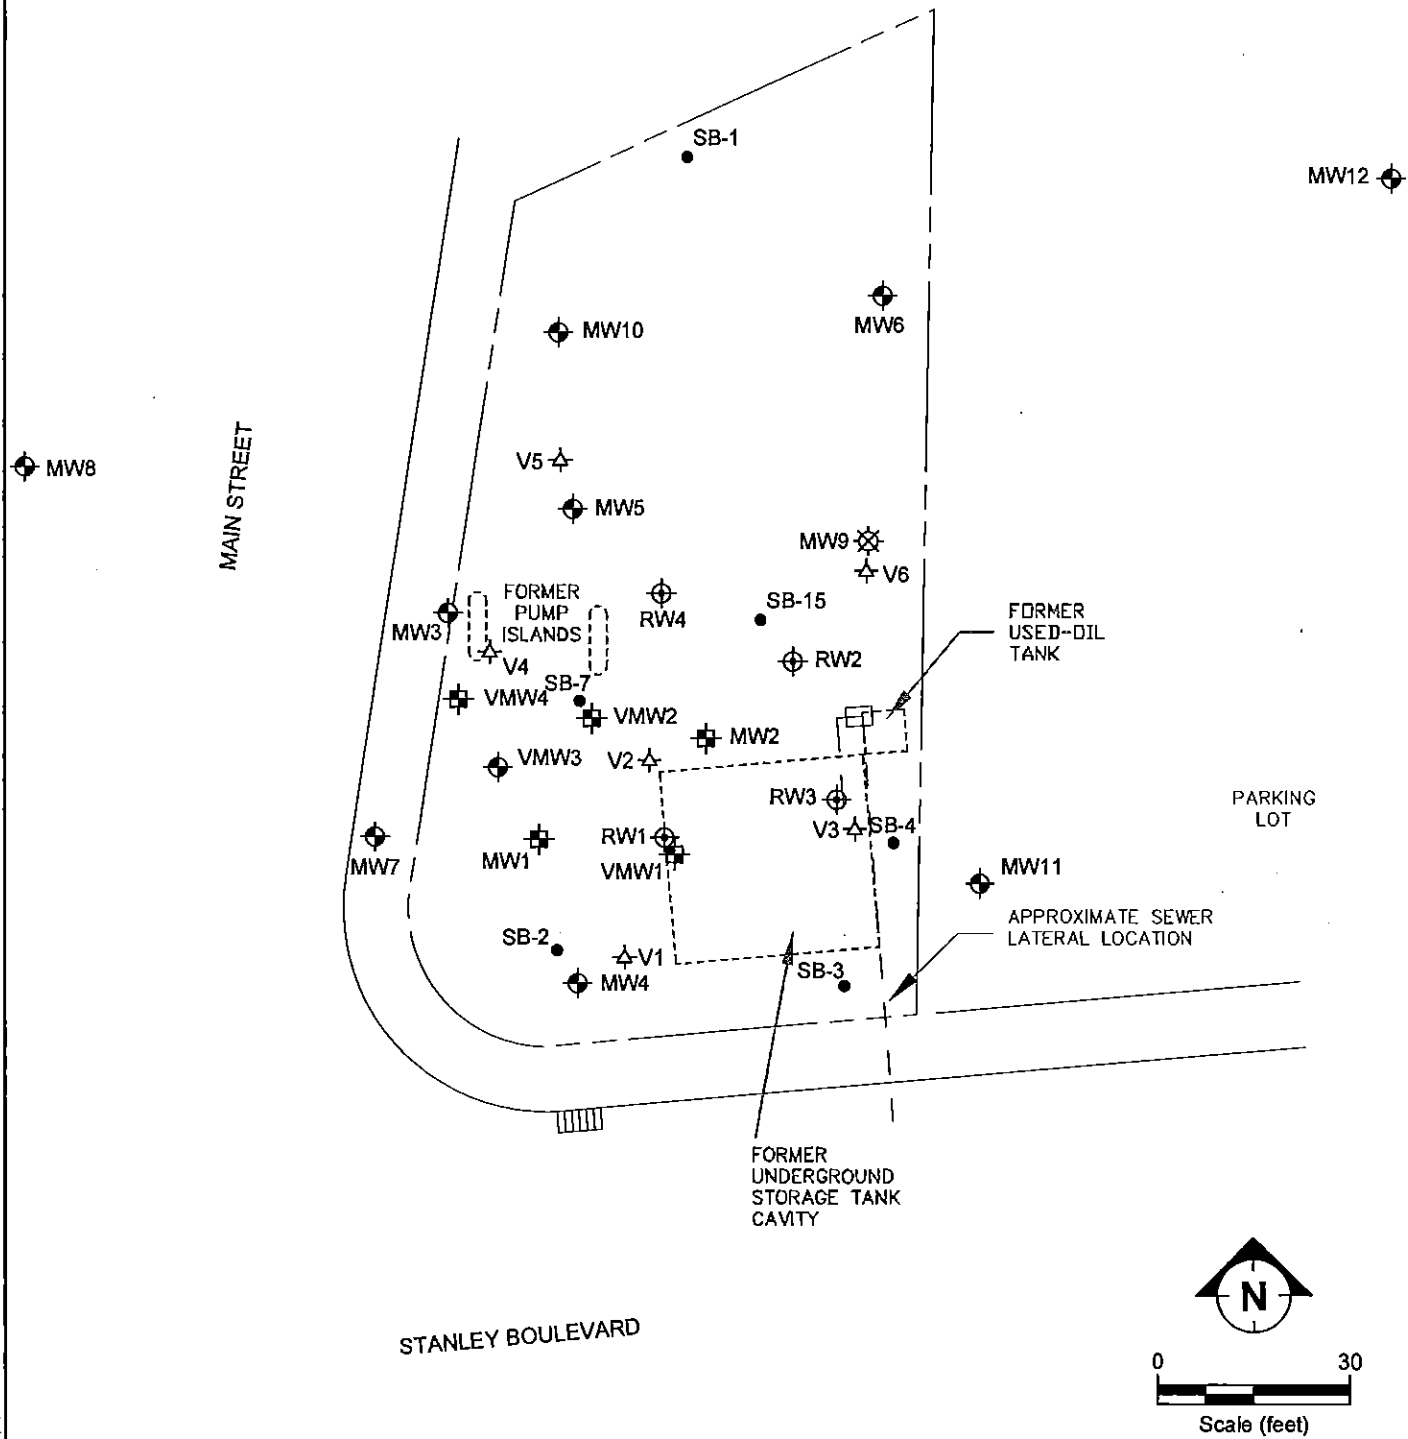 SB-1
MW12
MW6
MW10
MAIN STREET
MW8
V5
MW5
MW9
V6
FORMER
PUMP
ISLANDS
RW4
SB-15
FORMER
USED-OIL
TANK
MW3
V4
RW2
SB-7
VMW4
VMW2
MW2
VMW3
V2
RW3
PARKING
LOT
V3
SB-4
RW1
MW7
MW1
VMW1
MW11
APPROXIMATE SEWER
LATERAL LOCATION
SB-2
V1
SB-3
MW4
FORMER
UNDERGROUND
STORAGE TANK
CAVITY
N
STANLEY BOULEVARD
0 30
Scale (feet)